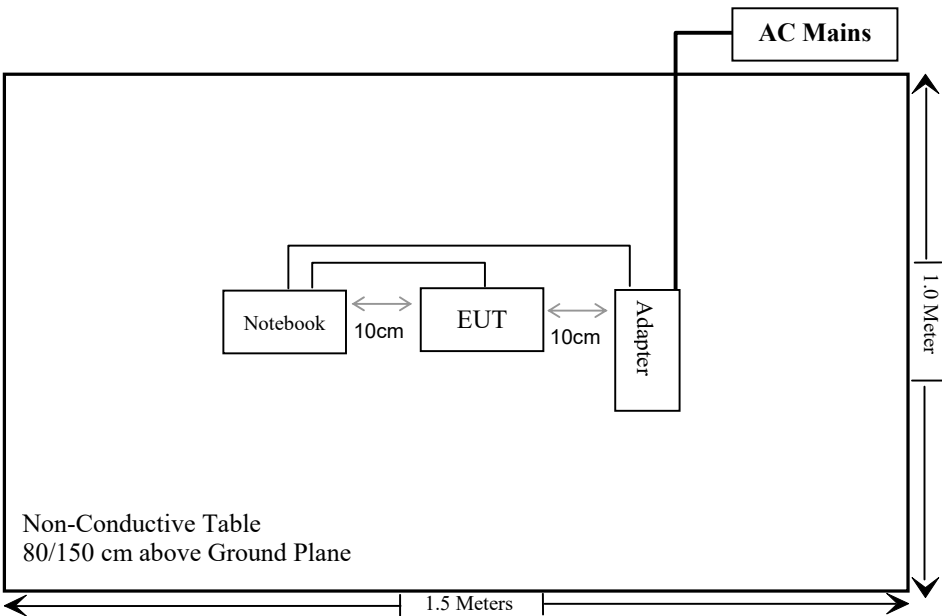 AC Mains
Notebook
10cm
EUT
10cm
Adapter
1.0 Meter
Non-Conductive Table
80/150 cm above Ground Plane
1.5 Meters